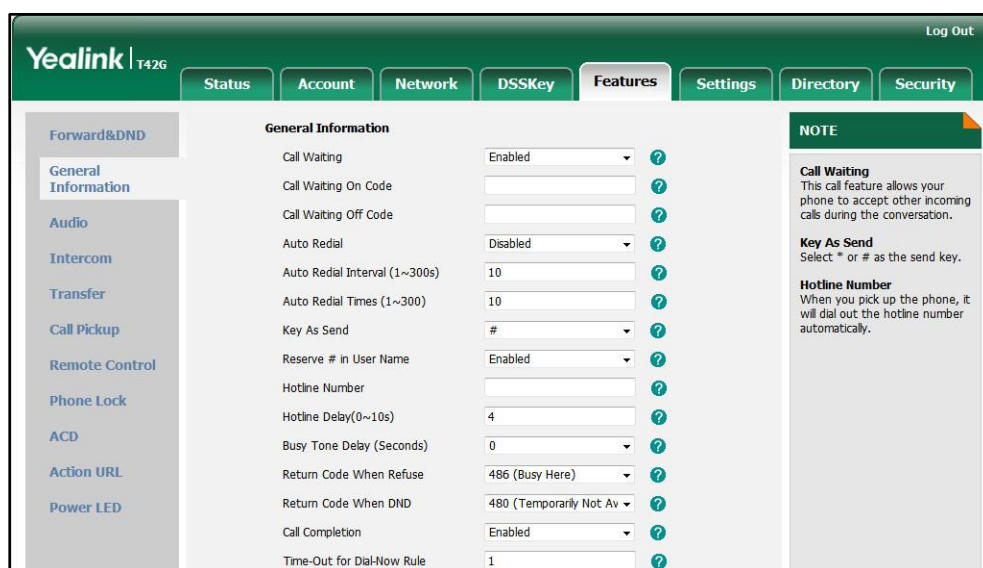 Log Out
Yealink T42G
Status Account Network DSSKey Features Settings Directory Security
Forward&DND
General
Information
Audio
Intercom
Transfer
Call Pickup
Remote Control
Phone Lock
ACD
Action URL
Power LED
General Information
Call Waiting Enabled
Call Waiting On Code
Call Waiting Off Code
Auto Redial Disabled
Auto Redial Interval (1~300s) 10
Auto Redial Times (1~300) 10
Key As Send #
Reserve # in User Name Enabled
Hotline Number
Hotline Delay(0~10s) 4
Busy Tone Delay (Seconds) 0
Return Code When Refuse 486 (Busy Here)
Return Code When DND 480 (Temporarily Not Av
Call Completion Enabled
Time-Out for Dial-Now Rule 1
NOTE
Call Waiting
This call feature allows your
phone to accept other incoming
calls during the conversation.
Key As Send
Select * or # as the send key.
Hotline Number
When you pick up the phone, it
will dial out the hotline number
automatically.